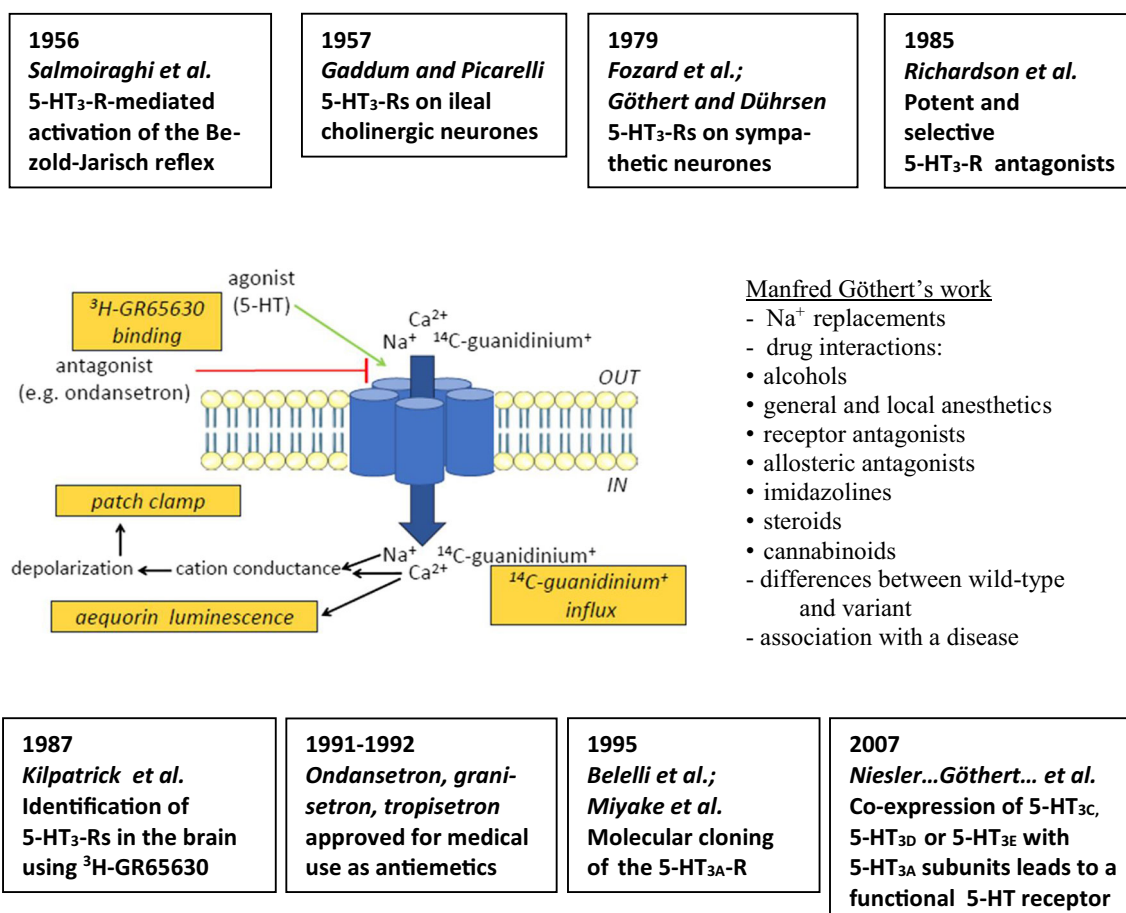 1956
Salmoiraghi et al.
5-HT₃-R-mediated
activation of the Be-
zold-Jarisch reflex
1957
Gaddum and Picarelli
5-HT₃-Rs on ileal
cholinergic neurones
1979
Fozard et al.;
Göthert and Dührsen
5-HT₃-Rs on sympa-
thetic neurones
1985
Richardson et al.
Potent and
selective
5-HT₃-R antagonists
³H-GR65630
binding
agonist
(5-HT)
antagonist
(e.g. ondansetron)
Ca²⁺
Na⁺ ¹⁴C-guanidinium⁺
OUT
IN
patch clamp
depolarization
cation conductance
Na⁺ ¹⁴C-guanidinium⁺
Ca²⁺
aequorin luminescence
¹⁴C-guanidinium⁺
influx
Manfred Göthert’s work
- Na⁺ replacements
- drug interactions:
• alcohols
• general and local anesthetics
• receptor antagonists
• allosteric antagonists
• imidazolines
• steroids
• cannabinoids
- differences between wild-type
and variant
- association with a disease
1987
Kilpatrick et al.
Identification of
5-HT₃-Rs in the brain
using ³H-GR65630
1991-1992
Ondansetron, grani-
setron, tropisetron
approved for medical
use as antiemetics
1995
Belelli et al.;
Miyake et al.
Molecular cloning
of the 5-HT₃A-R
2007
Niesler...Göthert... et al.
Co-expression of 5-HT₃C,
5-HT₃D or 5-HT₃E with
5-HT₃A subunits leads to a
functional 5-HT receptor